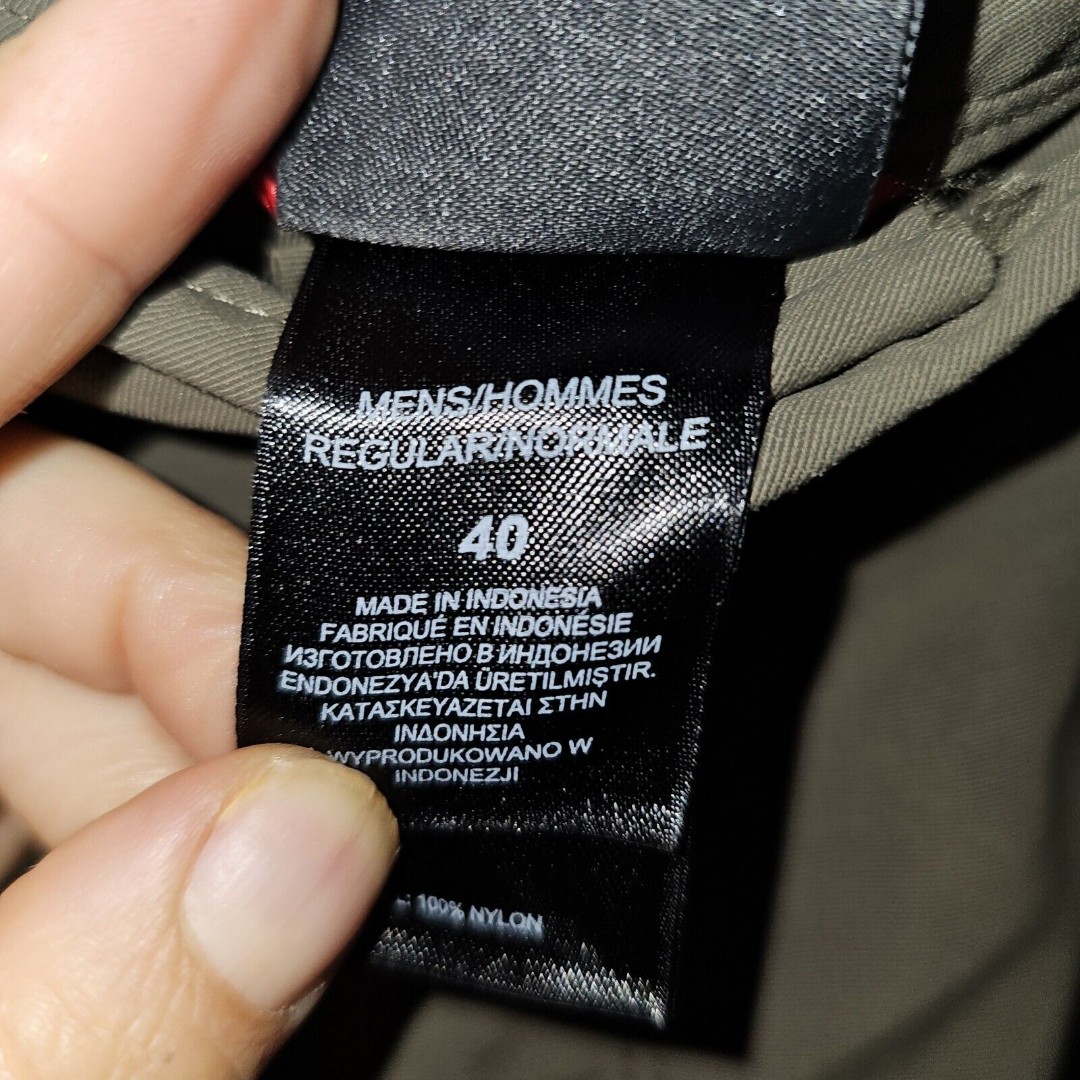 MENS/HOMMES
REGULAR/NORMALE
40
MADE IN INDONESIA
FABRIQUÉ EN INDONÉSIE
ИЗГОТОВЛЕНО В ИНДОНЕЗИИ
ENDONEZYA'DA ÜRETILMIŞTIR.
ΚΑΤΑΣΚΕΥΑΖΕΤΑΙ ΣΤΗΝ
ΙΝΔΟΝΗΣΙΑ
WYPRODUKOWANO W
INDONEZJI
100% NYLON